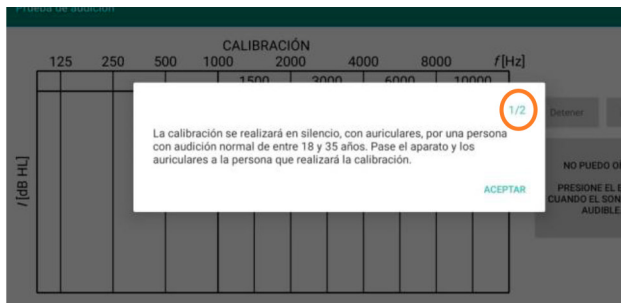 Prueba de audición
CALIBRACIÓN
125 250 500 1000 2000 4000 8000 f [Hz]
1500 3000 6000 10000
1/2
Detener
La calibración se realizará en silencio, con auriculares, por una persona
con audición normal de entre 18 y 35 años. Pase el aparato y los
auriculares a la persona que realizará la calibración.
ACEPTAR
I [dB HL]
NO PUEDO O
PRESIONE EL
CUANDO EL SON
AUDIBLE